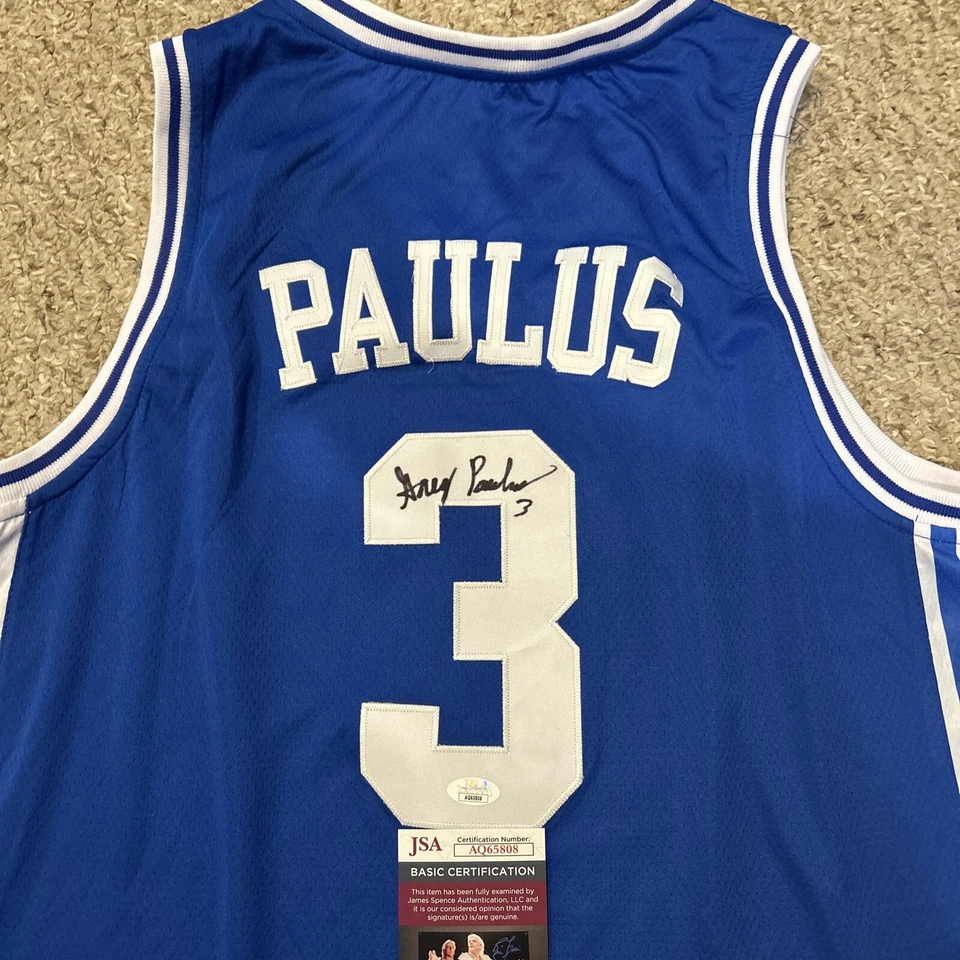 PAULUS
Greg Paulus
3
3
AQ65808
JSA
Certification Number:
AQ65808
BASIC CERTIFICATION
This item has been fully examined by
James Spence Authentication, LLC and
it is our considered opinion that the
signature(s) is/are genuine.